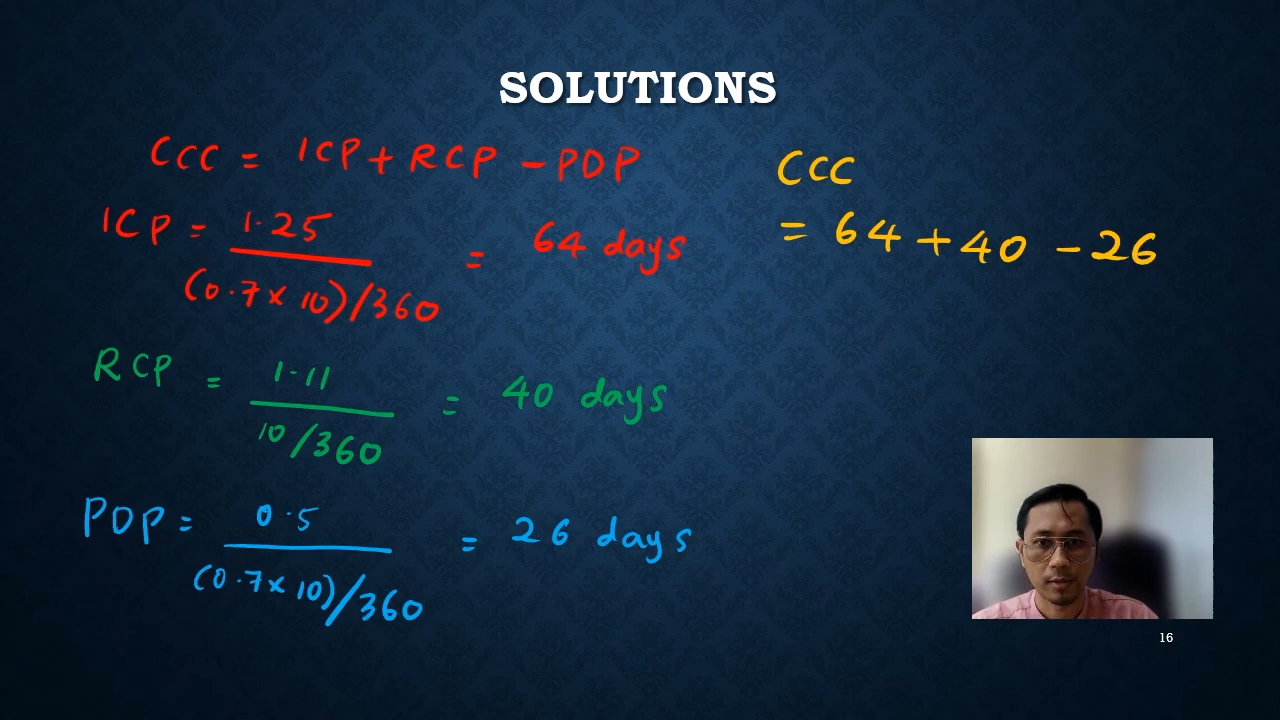 SOLUTIONS
CCC = ICP + RCP - PDP
ICP = 1.25 / (0.7 x 10)/360 = 64 days
RCP = 1.11 / 10/360 = 40 days
PDP = 0.5 / (0.7 x 10)/360 = 26 days
CCC
= 64 + 40 - 26
16